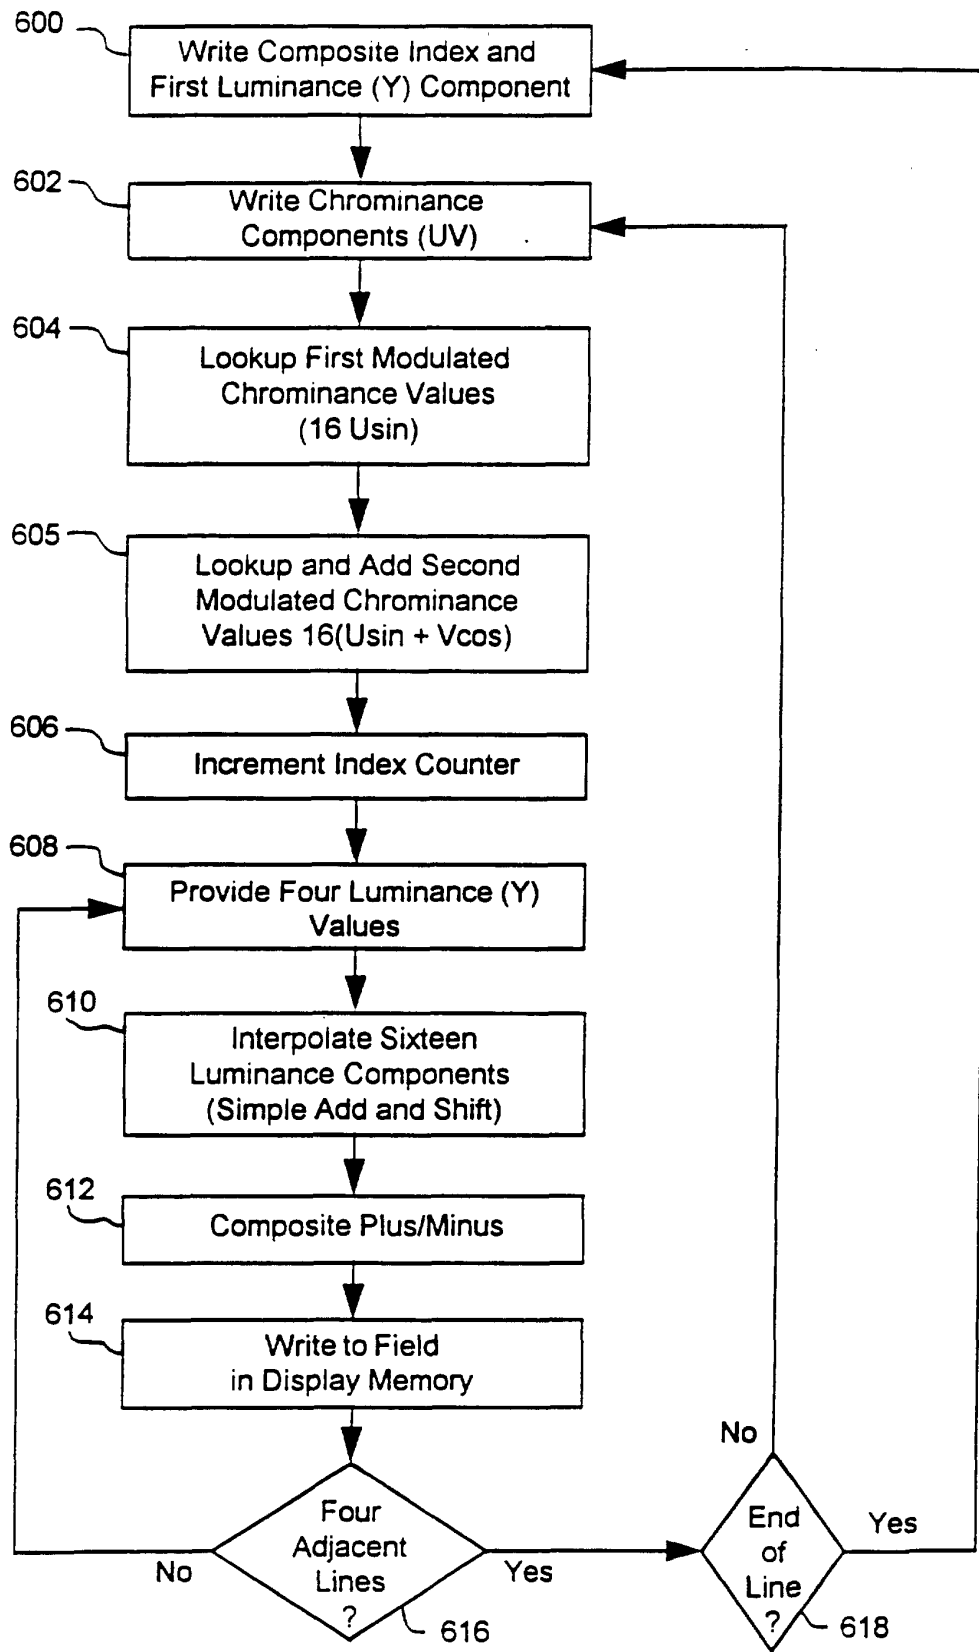 600
Write Composite Index and
First Luminance (Y) Component
602
Write Chrominance
Components (UV)
604
Lookup First Modulated
Chrominance Values
(16 Usin)
605
Lookup and Add Second
Modulated Chrominance
Values 16(Usin + Vcos)
606
Increment Index Counter
608
Provide Four Luminance (Y)
Values
610
Interpolate Sixteen
Luminance Components
(Simple Add and Shift)
612
Composite Plus/Minus
614
Write to Field
in Display Memory
Four
Adjacent
Lines
?
No
Yes
616
End
of
Line
?
No
Yes
618